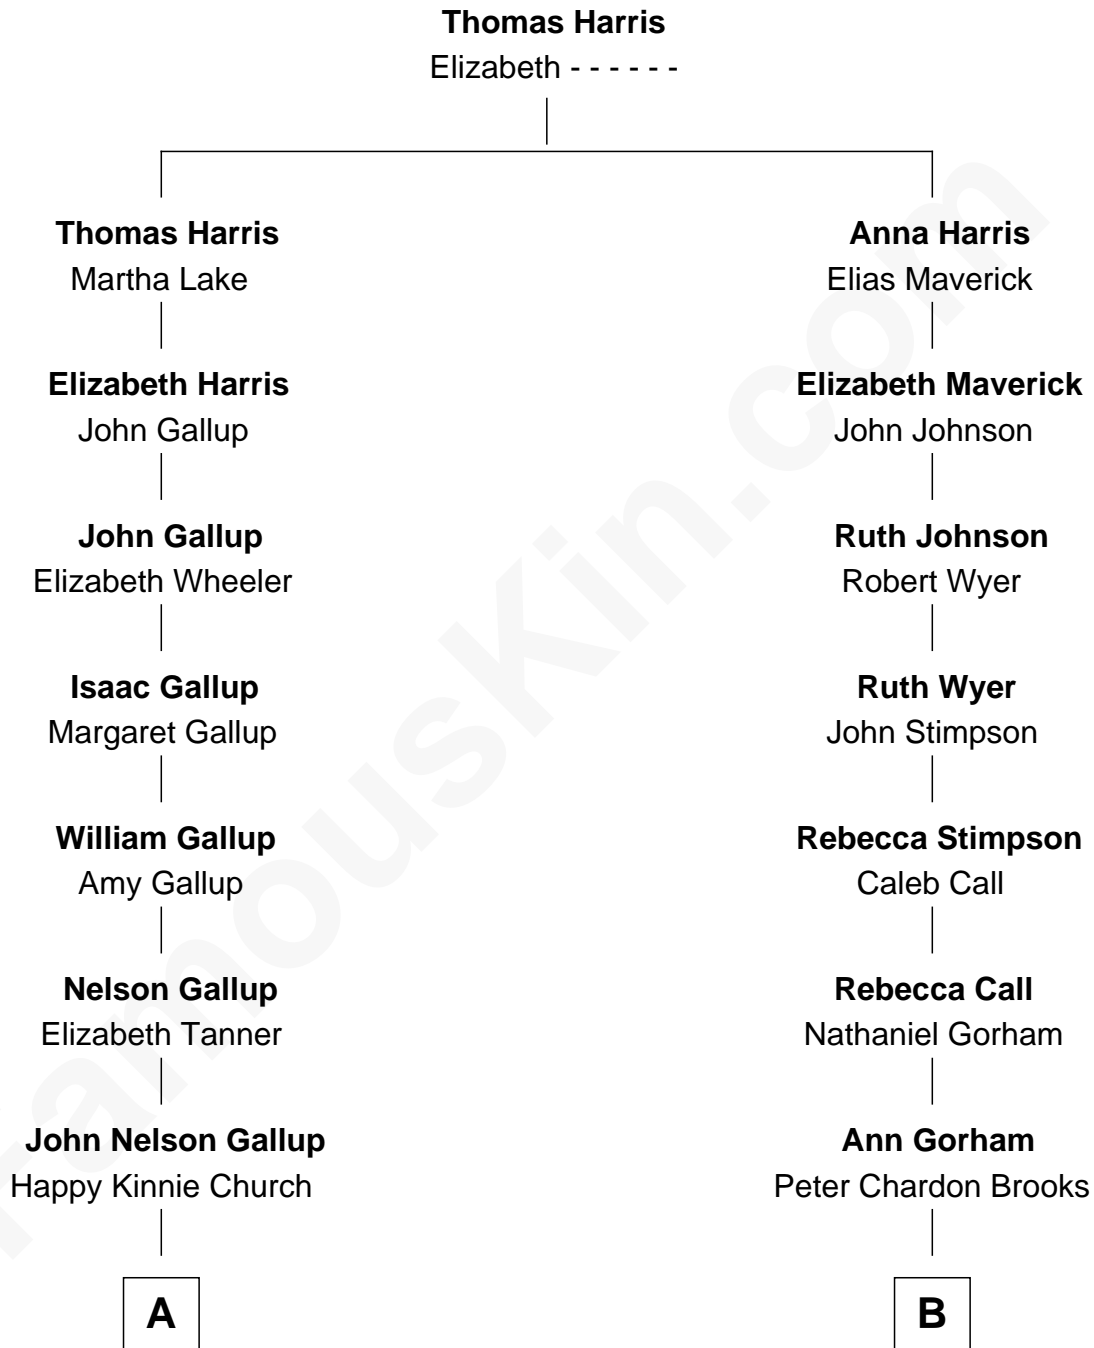 Thomas Harris
Elizabeth - - - - - -
Thomas Harris
Martha Lake
Anna Harris
Elias Maverick
Elizabeth Harris
John Gallup
Elizabeth Maverick
John Johnson
John Gallup
Elizabeth Wheeler
Ruth Johnson
Robert Wyer
Isaac Gallup
Margaret Gallup
Ruth Wyer
John Stimpson
William Gallup
Amy Gallup
Rebecca Stimpson
Caleb Call
Nelson Gallup
Elizabeth Tanner
Rebecca Call
Nathaniel Gorham
John Nelson Gallup
Happy Kinnie Church
Ann Gorham
Peter Chardon Brooks
A
B
FamousKin.com